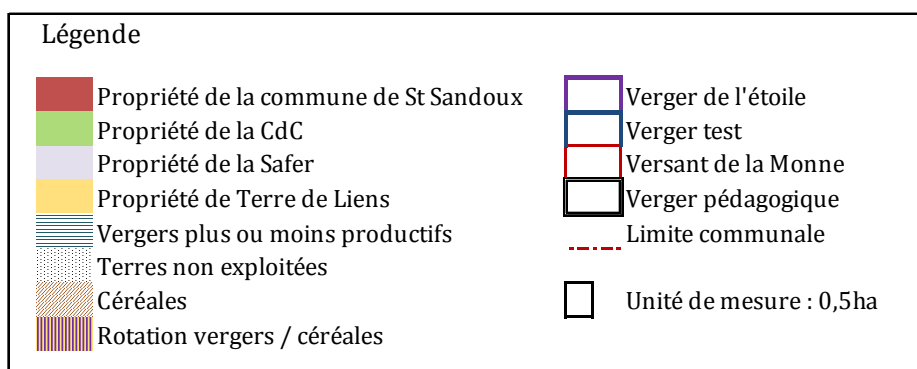 Légende
Propriété de la commune de St Sandoux
Propriété de la CdC
Propriété de la Safer
Propriété de Terre de Liens
Vergers plus ou moins productifs
Terres non exploitées
Céréales
Rotation vergers / céréales
Verger de l'étoile
Verger test
Versant de la Monne
Verger pédagogique
Limite communale
Unité de mesure : 0,5ha